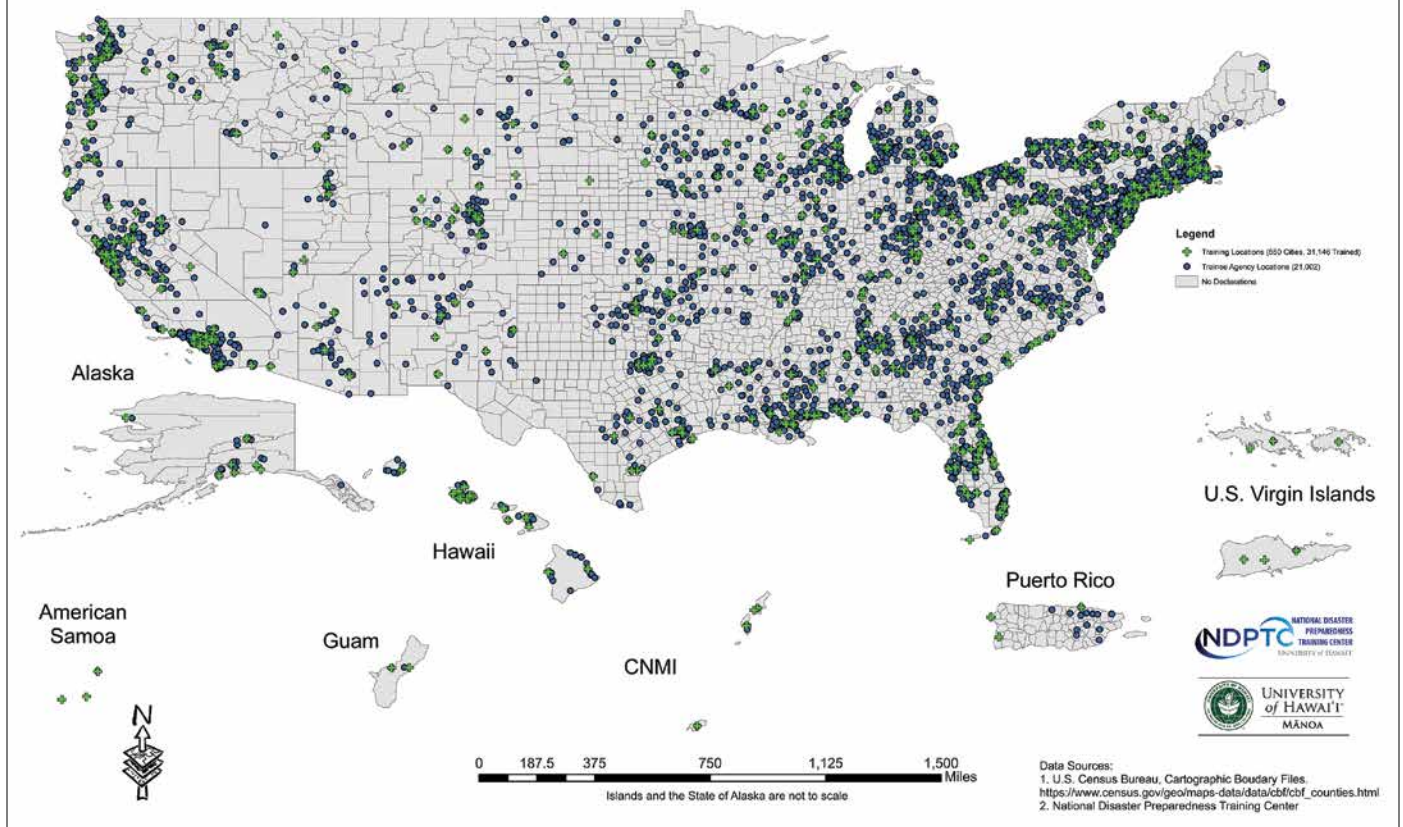 Legend
Training Locations (550 Cities, 31,146 Trained)
Trainee Agency Locations (21,002)
No Declarations
Alaska
Hawaii
U.S. Virgin Islands
Puerto Rico
American
Samoa
Guam
CNMI
N
NDPTC
NATIONAL DISASTER
PREPAREDNESS
TRAINING CENTER
UNIVERSITY of HAWAI'I
UNIVERSITY
of HAWAI'I
MĀNOA
0 187.5 375 750 1,125 1,500
Miles
Islands and the State of Alaska are not to scale
Data Sources:
1. U.S. Census Bureau, Cartographic Boudary Files.
https://www.census.gov/geo/maps-data/data/cbf/cbf_counties.html
2. National Disaster Preparedness Training Center